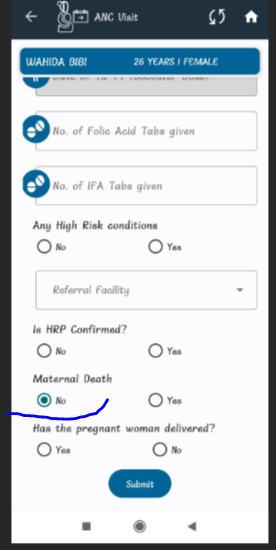 ANC Visit
WAHIDA BIBI 26 YEARS | FEMALE
No. of Folic Acid Tabs given
No. of IFA Tabs given
Any High Risk conditions
No Yes
Referral Facility
Is HRP Confirmed?
No Yes
Maternal Death
No Yes
Has the pregnant woman delivered?
Yes No
Submit